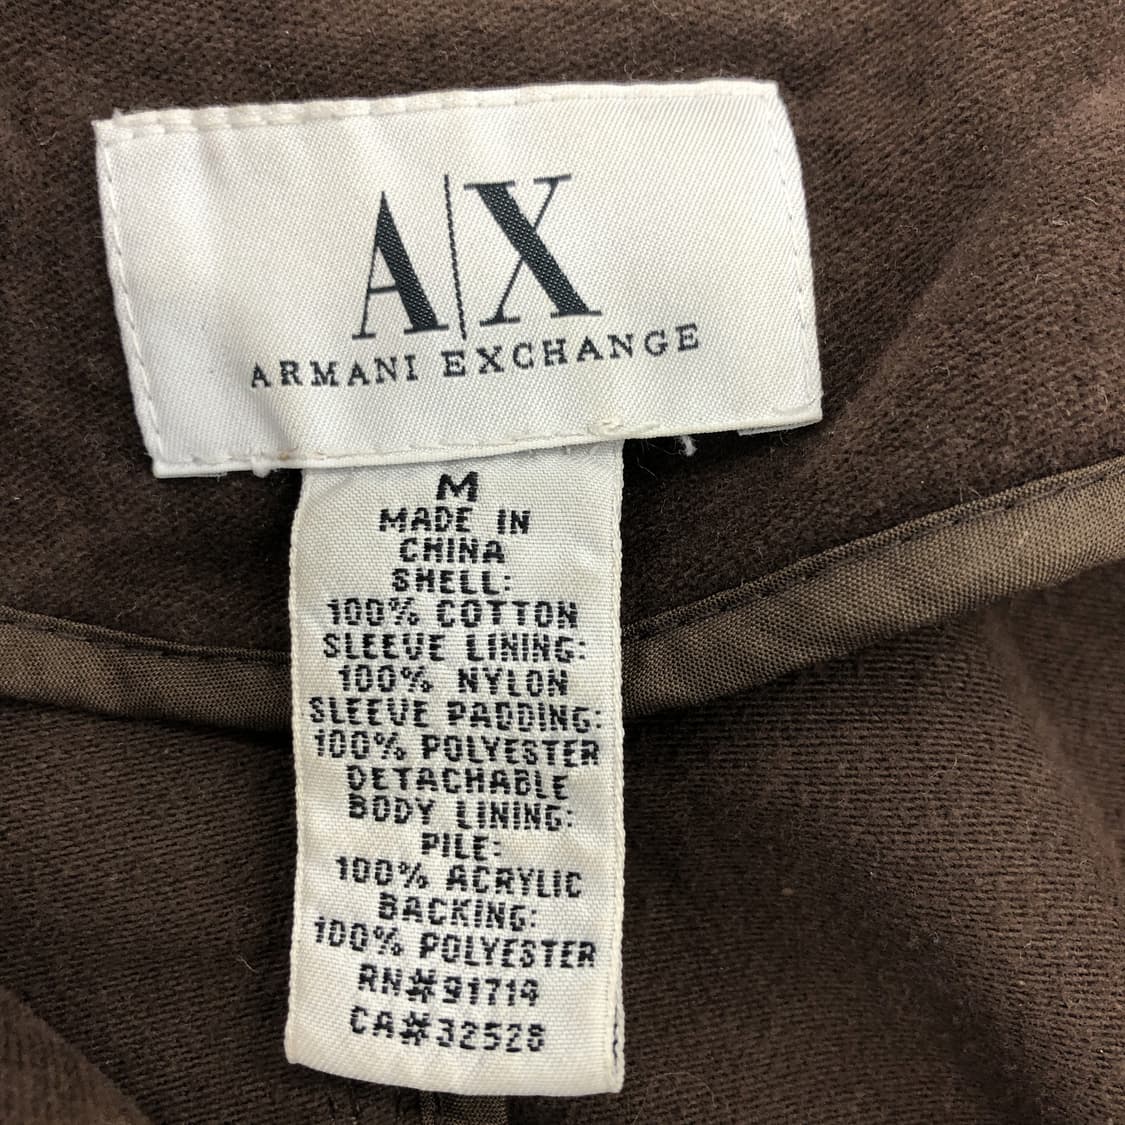 A|X
ARMANI EXCHANGE
M
MADE IN
CHINA
SHELL:
100% COTTON
SLEEVE LINING:
100% NYLON
SLEEVE PADDING:
100% POLYESTER
DETACHABLE
BODY LINING:
PILE:
100% ACRYLIC
BACKING:
100% POLYESTER
RN#91714
CA#32528